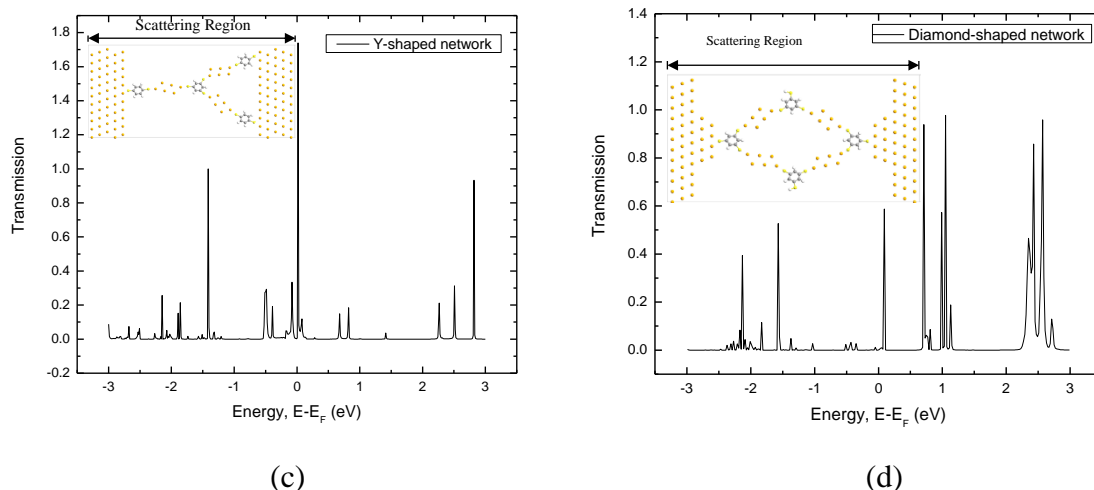 Scattering Region
Y-shaped network
1.8
1.6
1.4
1.2
1.0
0.8
0.6
0.4
0.2
0.0
-0.2
Transmission
-3 -2 -1 0 1 2 3
Energy, E-EF (eV)
(c)
1.4
Scattering Region
Diamond-shaped network
1.2
1.0
0.8
0.6
0.4
0.2
0.0
Transmission
-3 -2 -1 0 1 2 3
Energy, E-EF (eV)
(d)